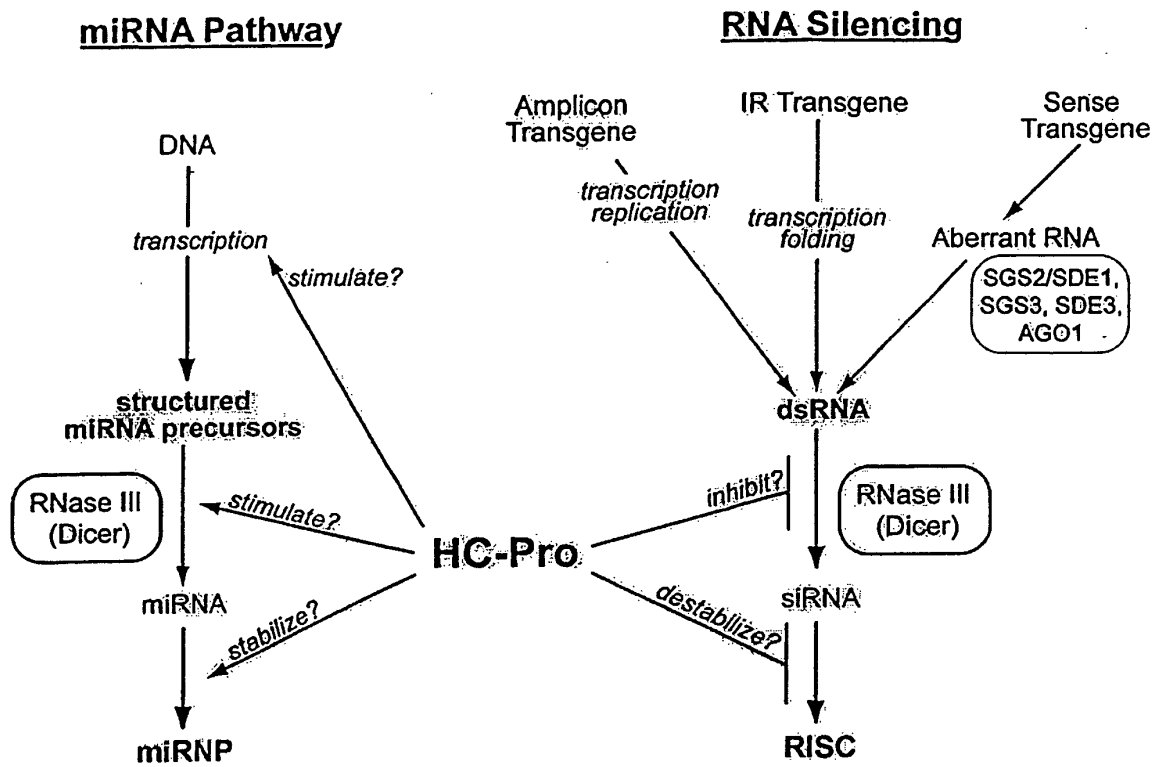 miRNA Pathway
DNA
transcription
stimulate?
structured
miRNA precursors
RNase III
(Dicer)
stimulate?
miRNA
stabilize?
miRNP
HC-Pro
RNA Silencing
Amplicon
Transgene
transcription
replication
IR Transgene
transcription
folding
Sense
Transgene
Aberrant RNA
SGS2/SDE1,
SGS3, SDE3,
AGO1
dsRNA
inhibit?
RNase III
(Dicer)
siRNA
destabilize?
RISC